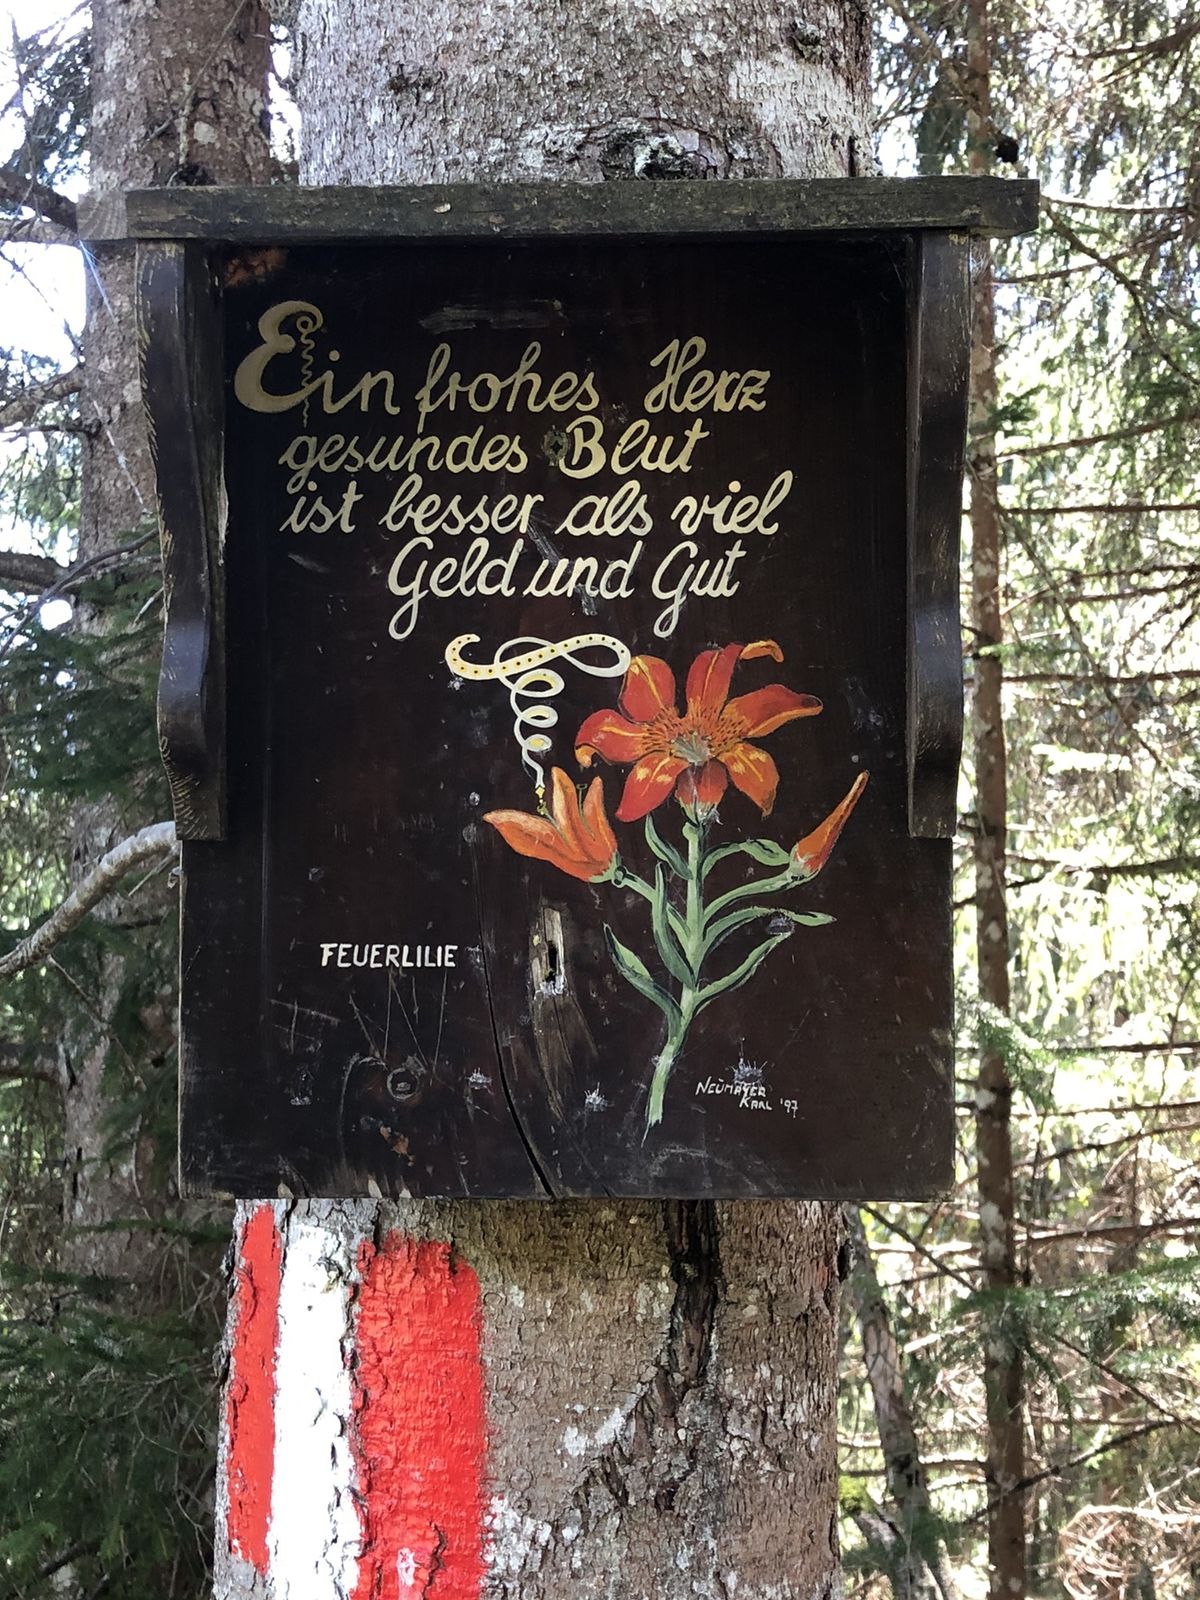 Ein frohes Herz
gesundes Blut
ist besser als viel
Geld und Gut
FEUERLILIE
NEUMAYER
KARL '97